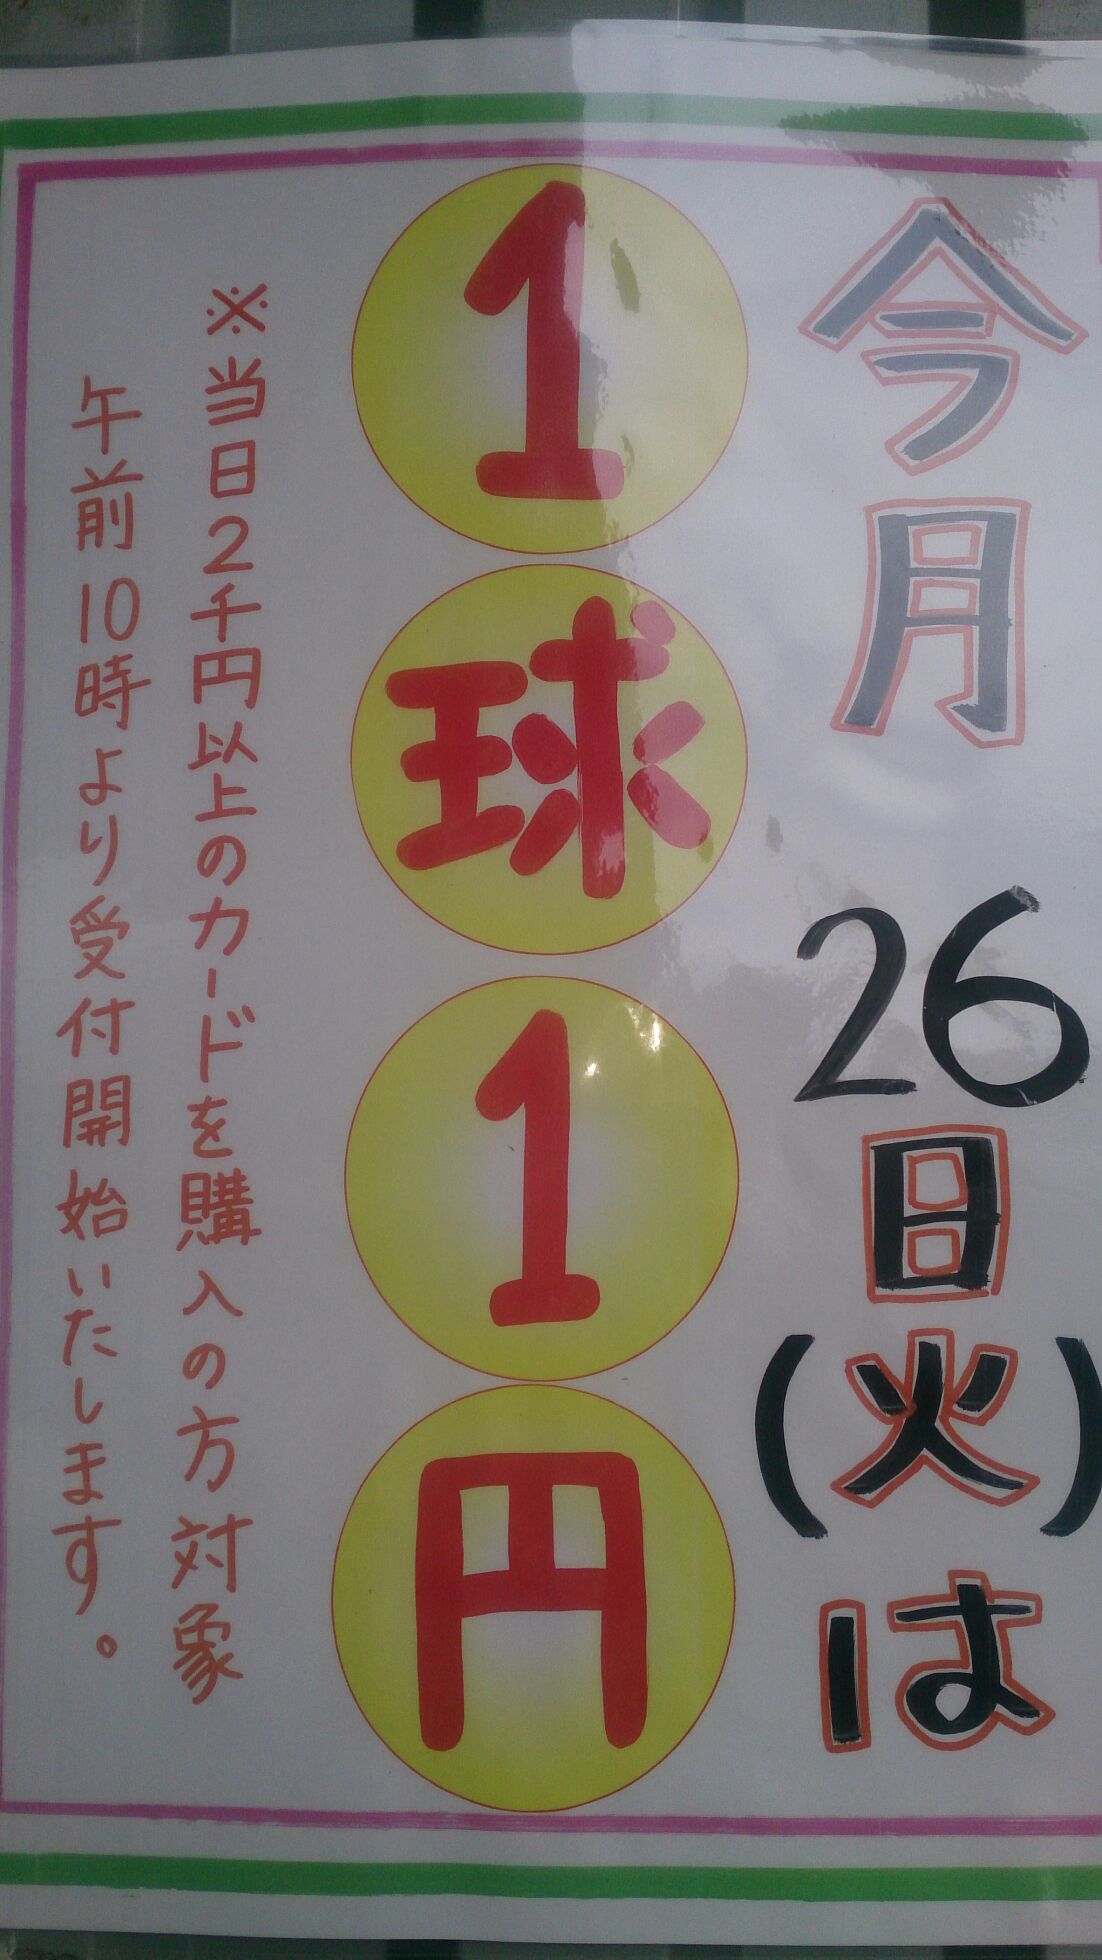 今月26日(火)は
1球1円
※当日2千円以上のカードを購入の方対象
午前10時より受付開始いたします。